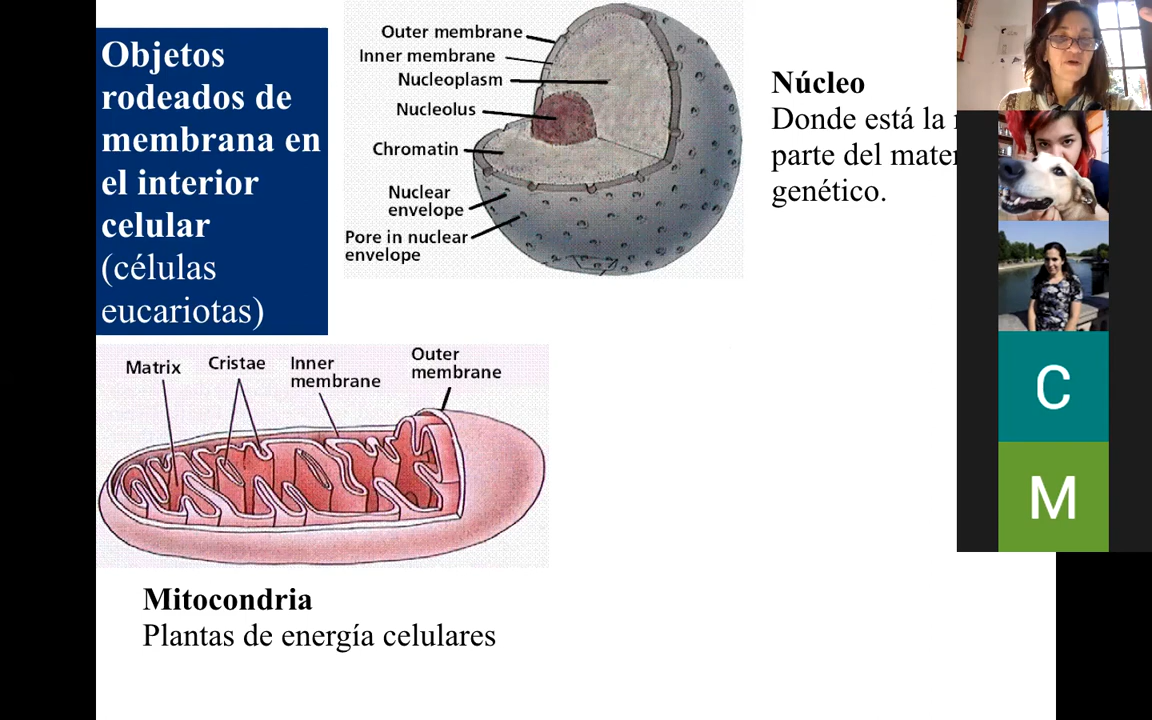 Objetos
rodeados de
membrana en
el interior
celular
(células
eucariotas)
Outer membrane
Inner membrane
Nucleoplasm
Nucleolus
Chromatin
Nuclear
envelope
Pore in nuclear
envelope
Núcleo
Donde está la
parte del
genético.
Matrix
Cristae
Inner
membrane
Outer
membrane
Mitocondria
Plantas de energía celulares
C
M